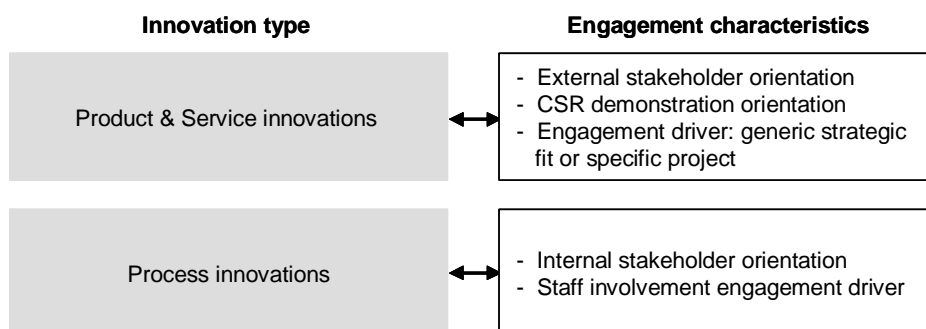 Innovation type
Engagement characteristics
Product & Service innovations
- External stakeholder orientation
- CSR demonstration orientation
- Engagement driver: generic strategic
fit or specific project
Process innovations
- Internal stakeholder orientation
- Staff involvement engagement driver